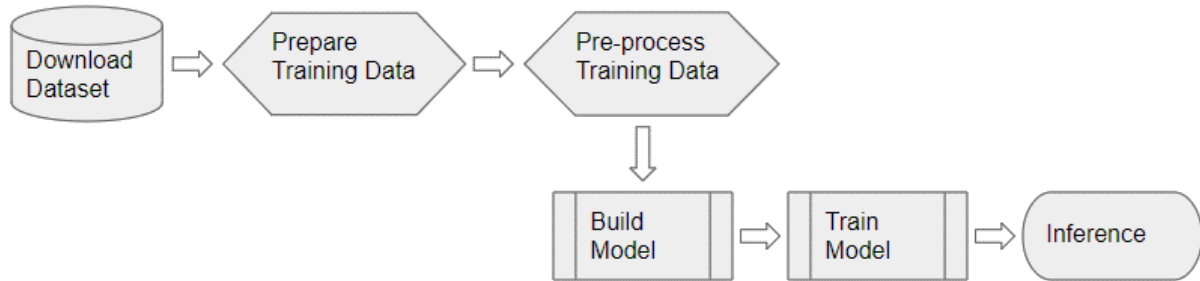 Download
Dataset
Prepare
Training Data
Pre-process
Training Data
Build
Model
Train
Model
Inference